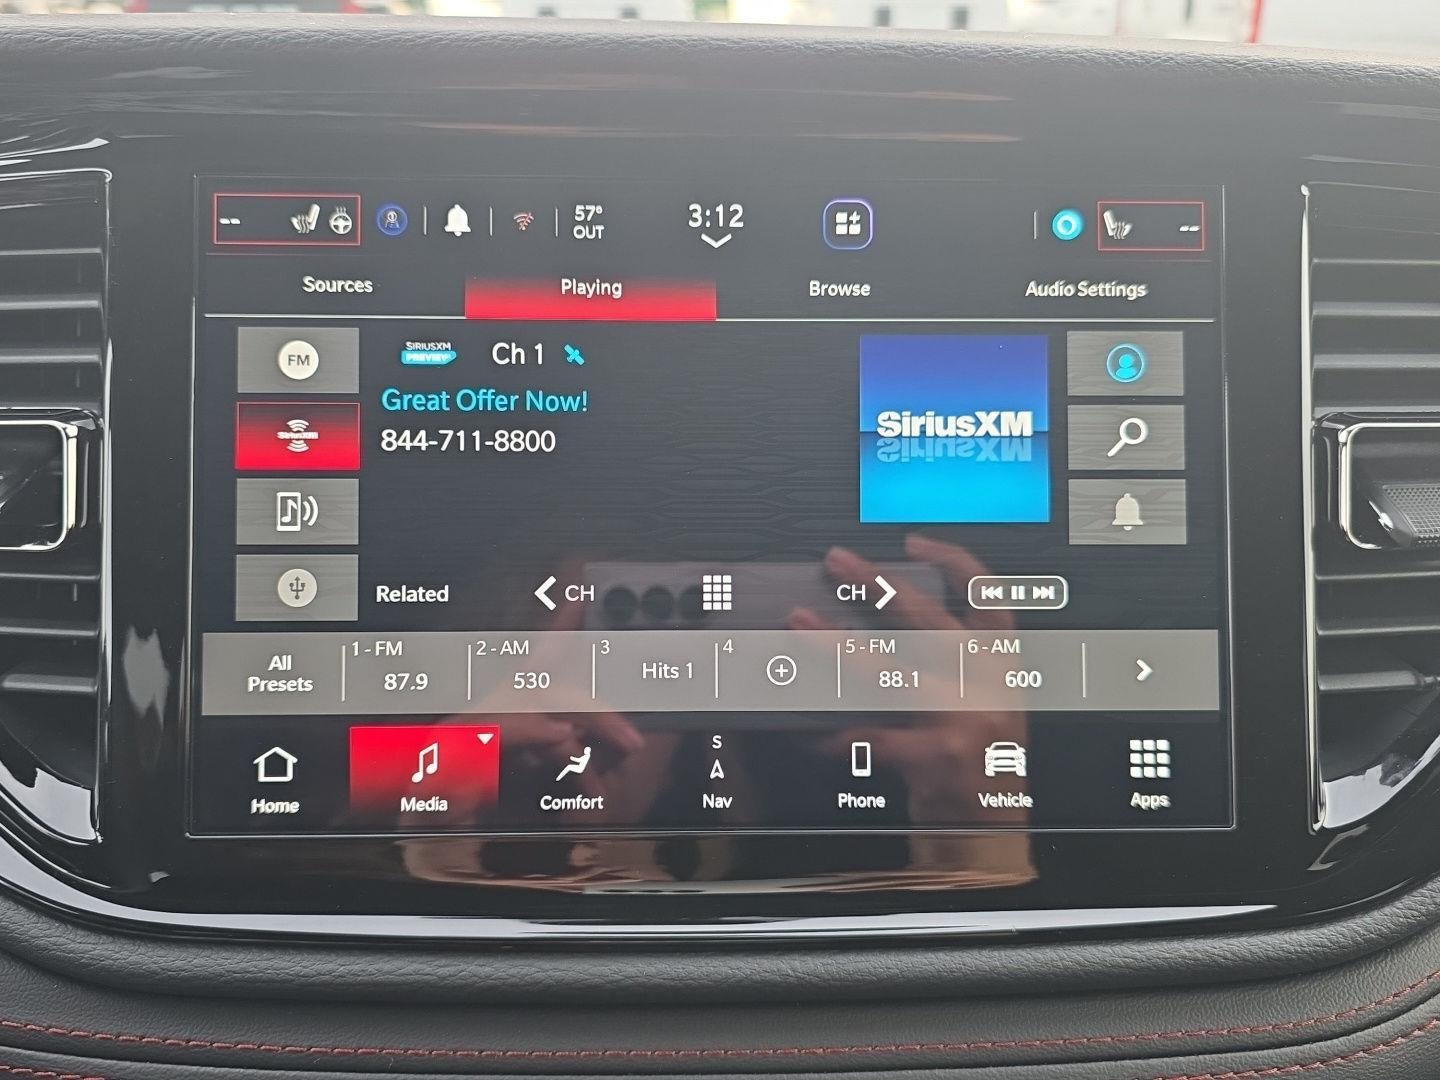 -- 57° 3:12 --
OUT
Sources Playing Browse Audio Settings
FM
SIRIUSXM
PREVIEW
Ch 1
Great Offer Now!
844-711-8800
SiriusXM
SiriusXM
Related CH CH
All
Presets
1 - FM
87.9
2 - AM
530
3
Hits 1
4
5 - FM
88.1
6 - AM
600
S
Home Media Comfort Nav Phone Vehicle Apps